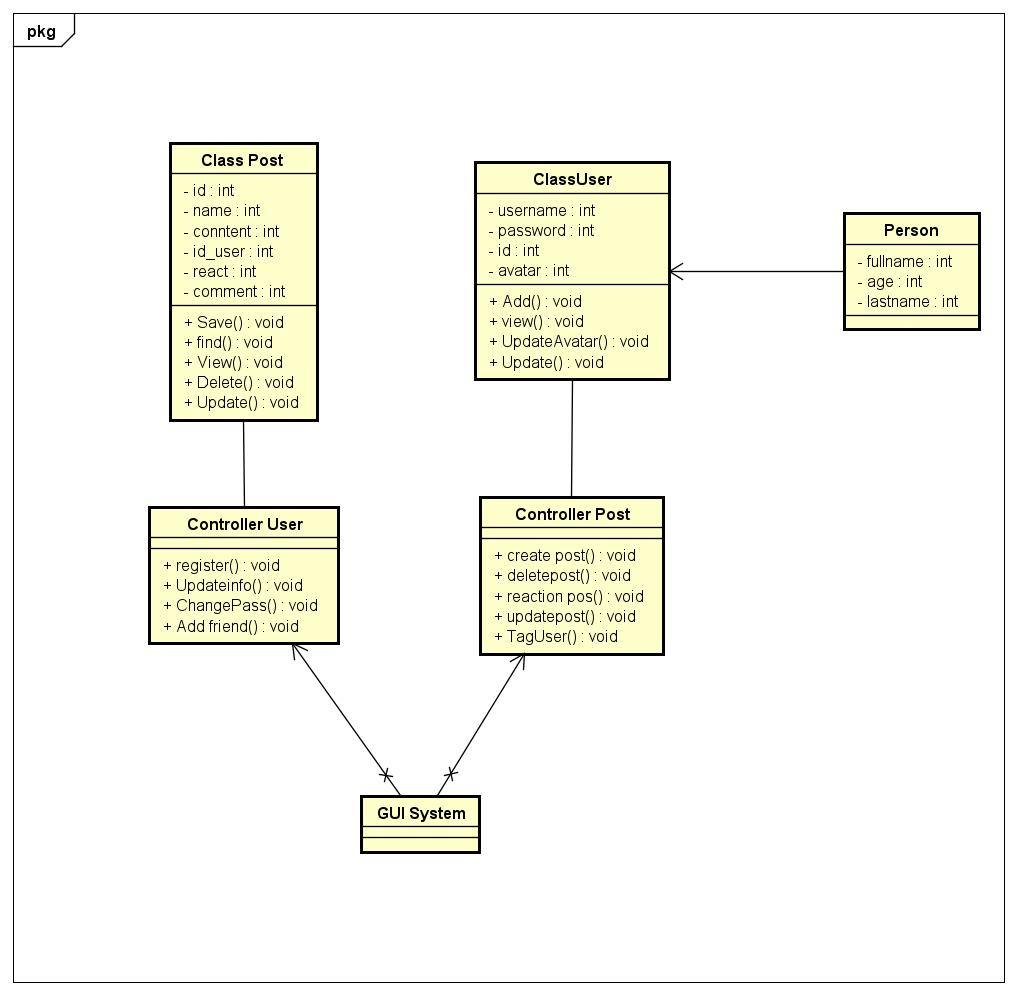 pkg
Class Post
- id : int
- name : int
- conntent : int
- id_user : int
- react : int
- comment : int
+ Save() : void
+ find() : void
+ View() : void
+ Delete() : void
+ Update() : void
ClassUser
- username : int
- password : int
- id : int
- avatar : int
+ Add() : void
+ view() : void
+ UpdateAvatar() : void
+ Update() : void
Person
- fullname : int
- age : int
- lastname : int
Controller User
+ register() : void
+ Updateinfo() : void
+ ChangePass() : void
+ Add friend() : void
Controller Post
+ create post() : void
+ deletepost() : void
+ reaction pos() : void
+ updatepost() : void
+ TagUser() : void
GUI System